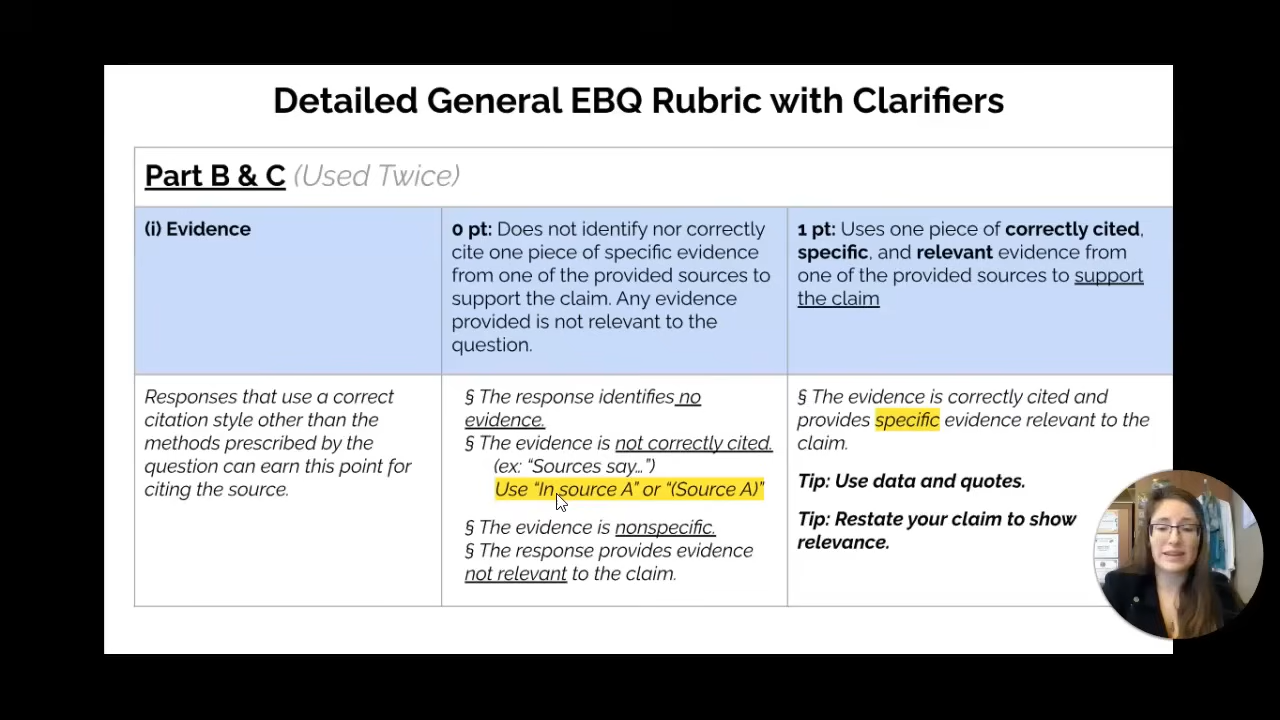 Detailed General EBQ Rubric with Clarifiers
Part B & C (Used Twice)
(i) Evidence
0 pt: Does not identify nor correctly
cite one piece of specific evidence
from one of the provided sources to
support the claim. Any evidence
provided is not relevant to the
question.
1 pt: Uses one piece of correctly cited,
specific, and relevant evidence from
one of the provided sources to support
the claim
Responses that use a correct
citation style other than the
methods prescribed by the
question can earn this point for
citing the source.
§ The response identifies no
evidence.
§ The evidence is not correctly cited.
(ex: “Sources say...”)
Use “In source A” or “(Source A)”
§ The evidence is nonspecific.
§ The response provides evidence
not relevant to the claim.
§ The evidence is correctly cited and
provides specific evidence relevant to the
claim.
Tip: Use data and quotes.
Tip: Restate your claim to show
relevance.